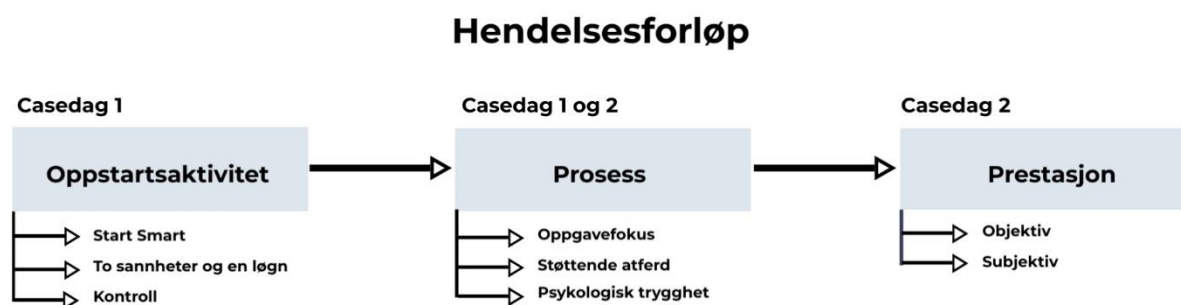 Hendelsesforløp
Casedag 1
Oppstartsaktivitet
Start Smart
To sannheter og en løgn
Kontroll
Casedag 1 og 2
Prosess
Oppgavefokus
Støttende atferd
Psykologisk trygghet
Casedag 2
Prestasjon
Objektiv
Subjektiv